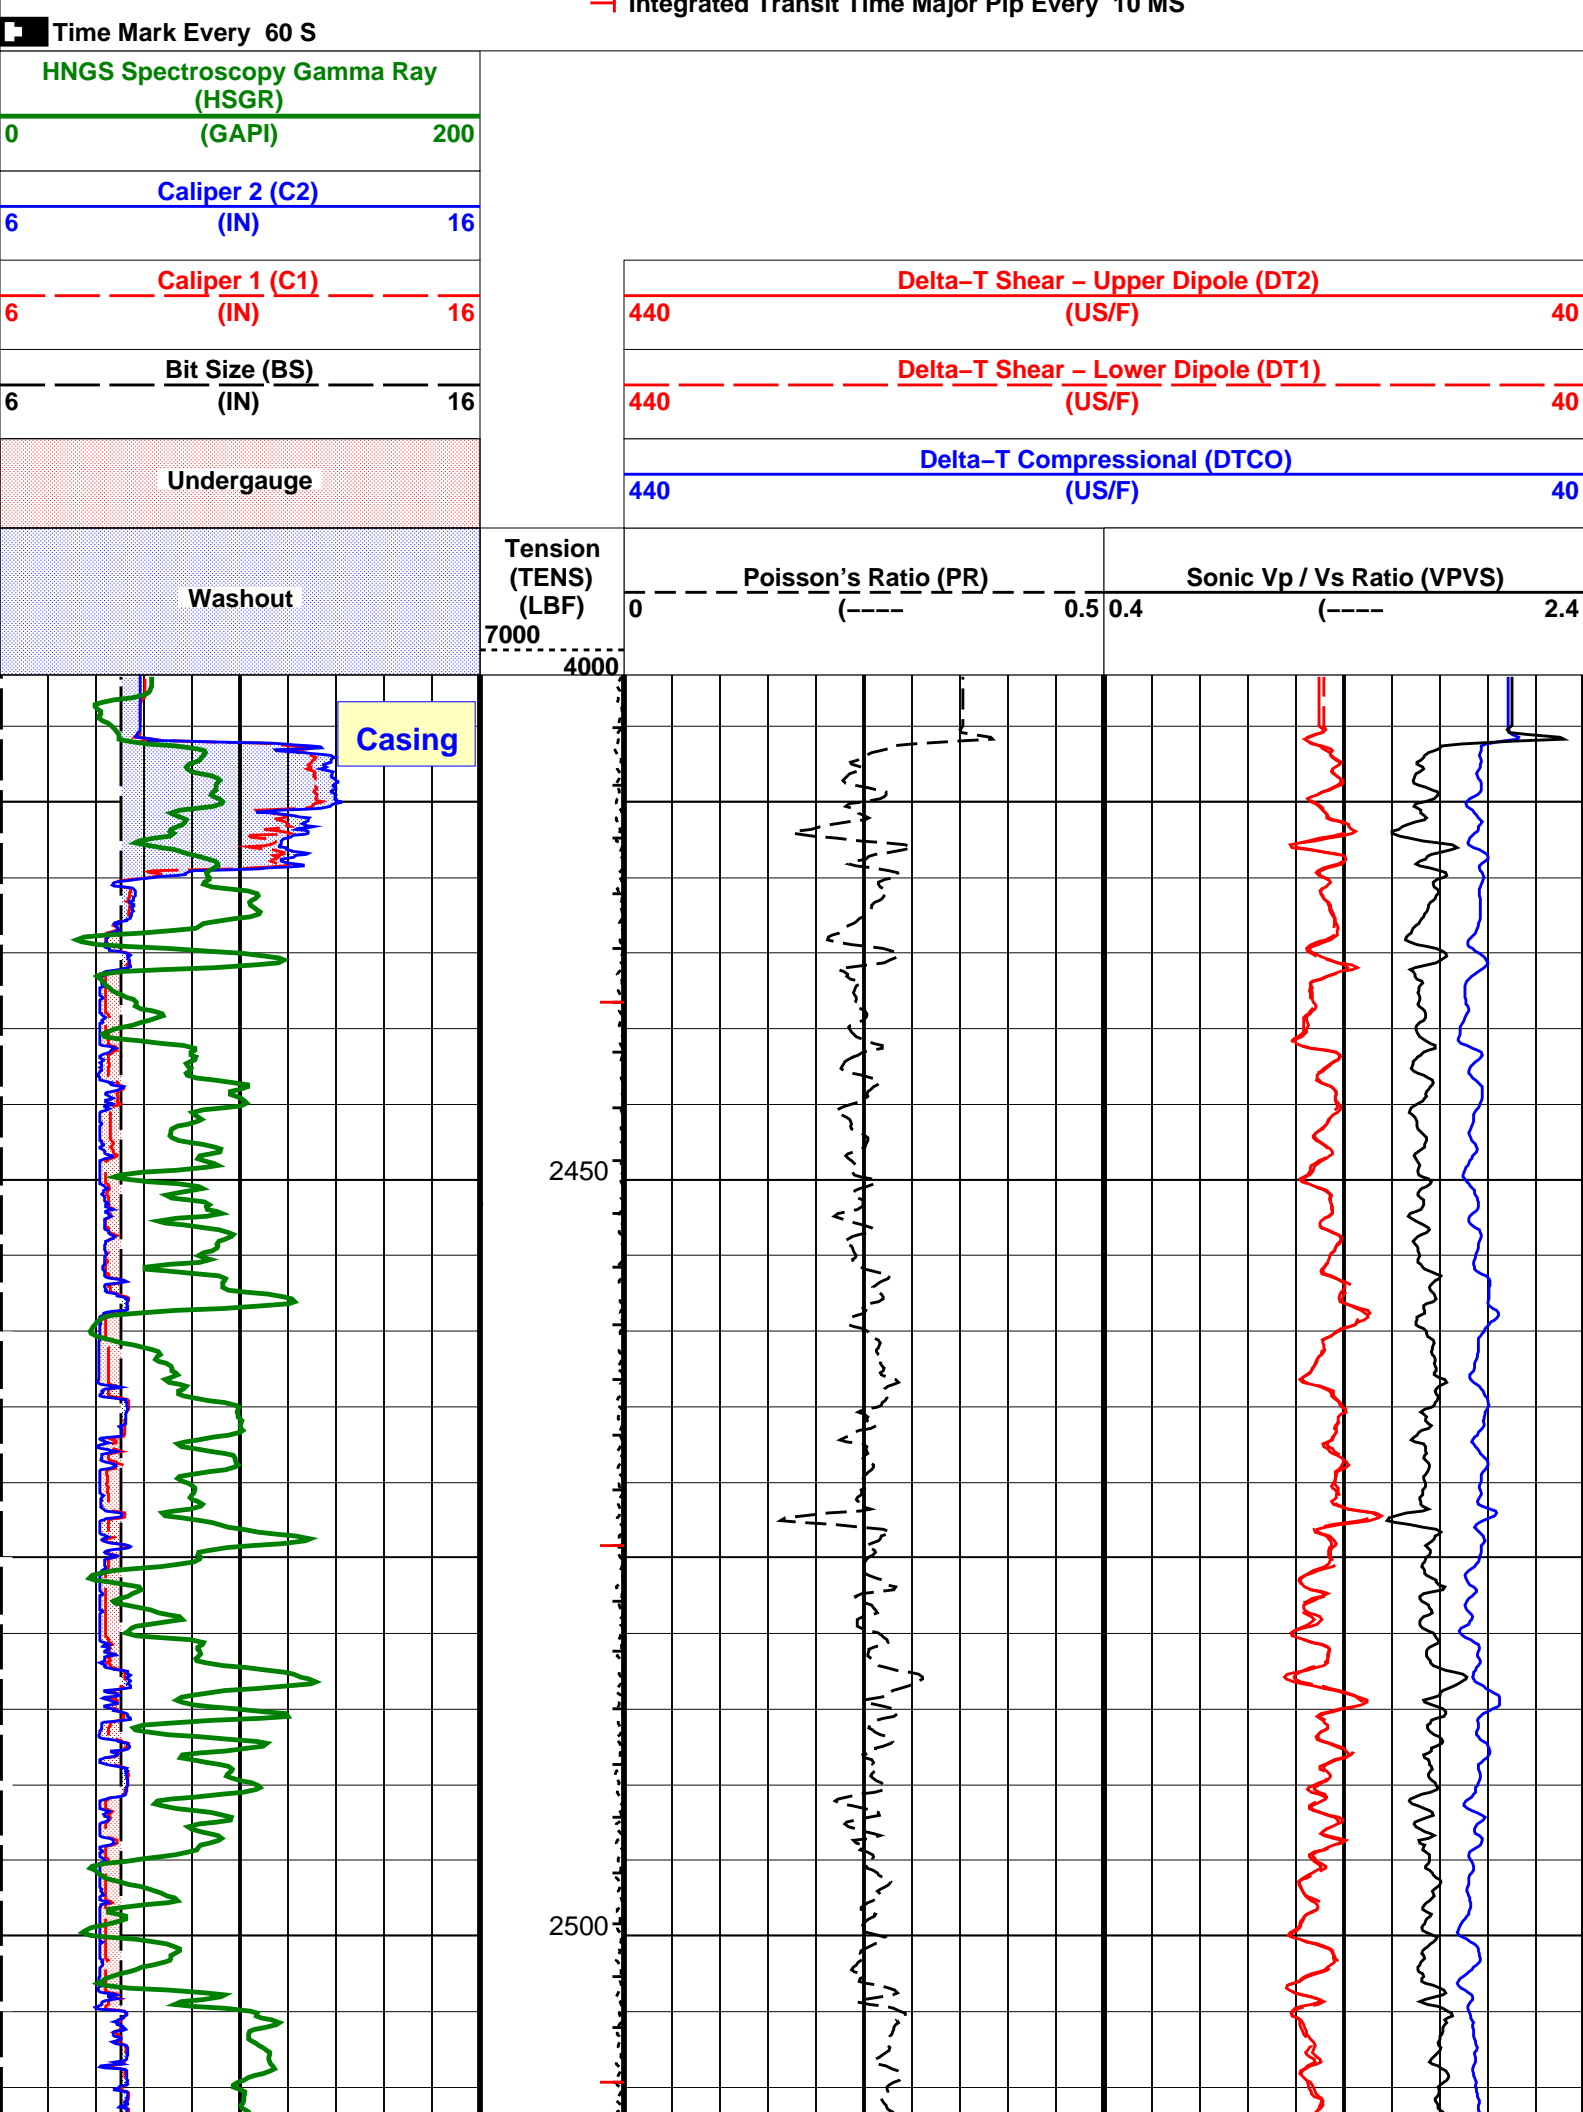 Integrated Transit Time Major Pip Every 10 MS
Time Mark Every 60 S
HNGS Spectroscopy Gamma Ray
(HSGR)
0 (GAPI) 200
Caliper 2 (C2)
6 (IN) 16
Caliper 1 (C1)
6 (IN) 16
Bit Size (BS)
6 (IN) 16
Undergauge
Washout
Tension
(TENS)
(LBF)
7000
4000
Delta–T Shear – Upper Dipole (DT2)
440 (US/F) 40
Delta–T Shear – Lower Dipole (DT1)
440 (US/F) 40
Delta–T Compressional (DTCO)
440 (US/F) 40
Poisson's Ratio (PR)
0 (–––– 0.5
Sonic Vp / Vs Ratio (VPVS)
0.4 (–––– 2.4
Casing
2450
2500